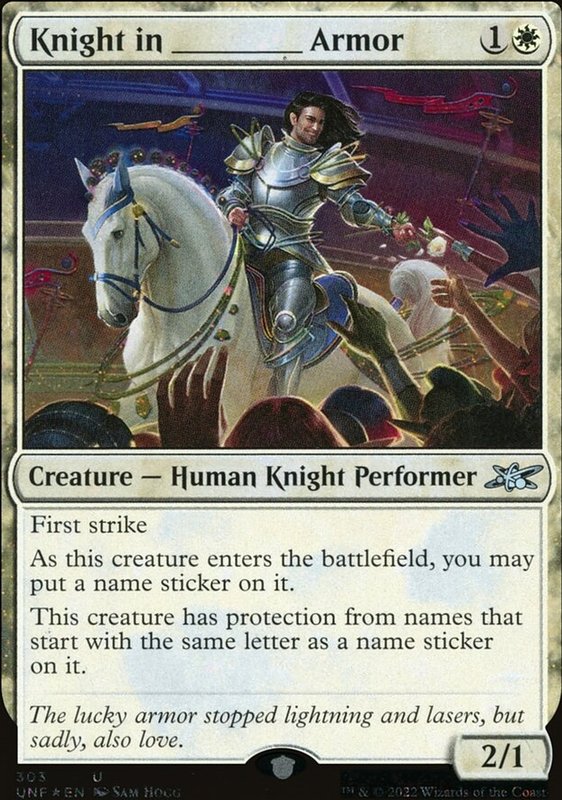 Knight in ________ Armor 1
Creature — Human Knight Performer
First strike
As this creature enters the battlefield, you may
put a name sticker on it.
This creature has protection from names that
start with the same letter as a name sticker
on it.
The lucky armor stopped lightning and lasers, but
sadly, also love.
2/1
303 U
UNF★EN Sam Hogg
™ & © 2022 Wizards of the Coast